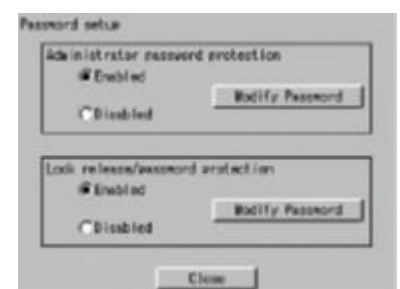 Password setup
Administrator password protection
Enabled
Modify Password
Disabled
Lock release/password protection
Enabled
Modify Password
Disabled
Close